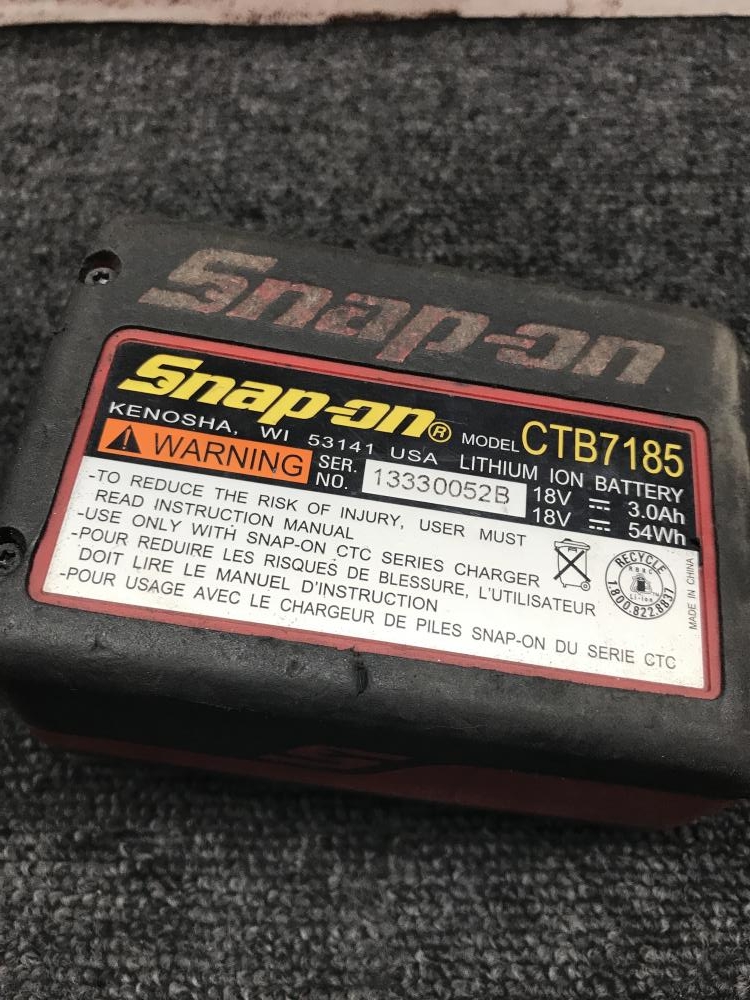 Snap-on
Snap-on® MODEL CTB7185
KENOSHA, WI 53141 USA LITHIUM ION BATTERY
WARNING SER. NO. 13330052B 18V 3.0Ah
18V 54Wh
-TO REDUCE THE RISK OF INJURY, USER MUST
READ INSTRUCTION MANUAL
-USE ONLY WITH SNAP-ON CTC SERIES CHARGER
-POUR REDUIRE LES RISQUES DE BLESSURE, L'UTILISATEUR
DOIT LIRE LE MANUEL D'INSTRUCTION
-POUR USAGE AVEC LE CHARGEUR DE PILES SNAP-ON DU SERIE CTC
RECYCLE
RBRC
Li-ion
1.800.822.8837
MADE IN CHINA